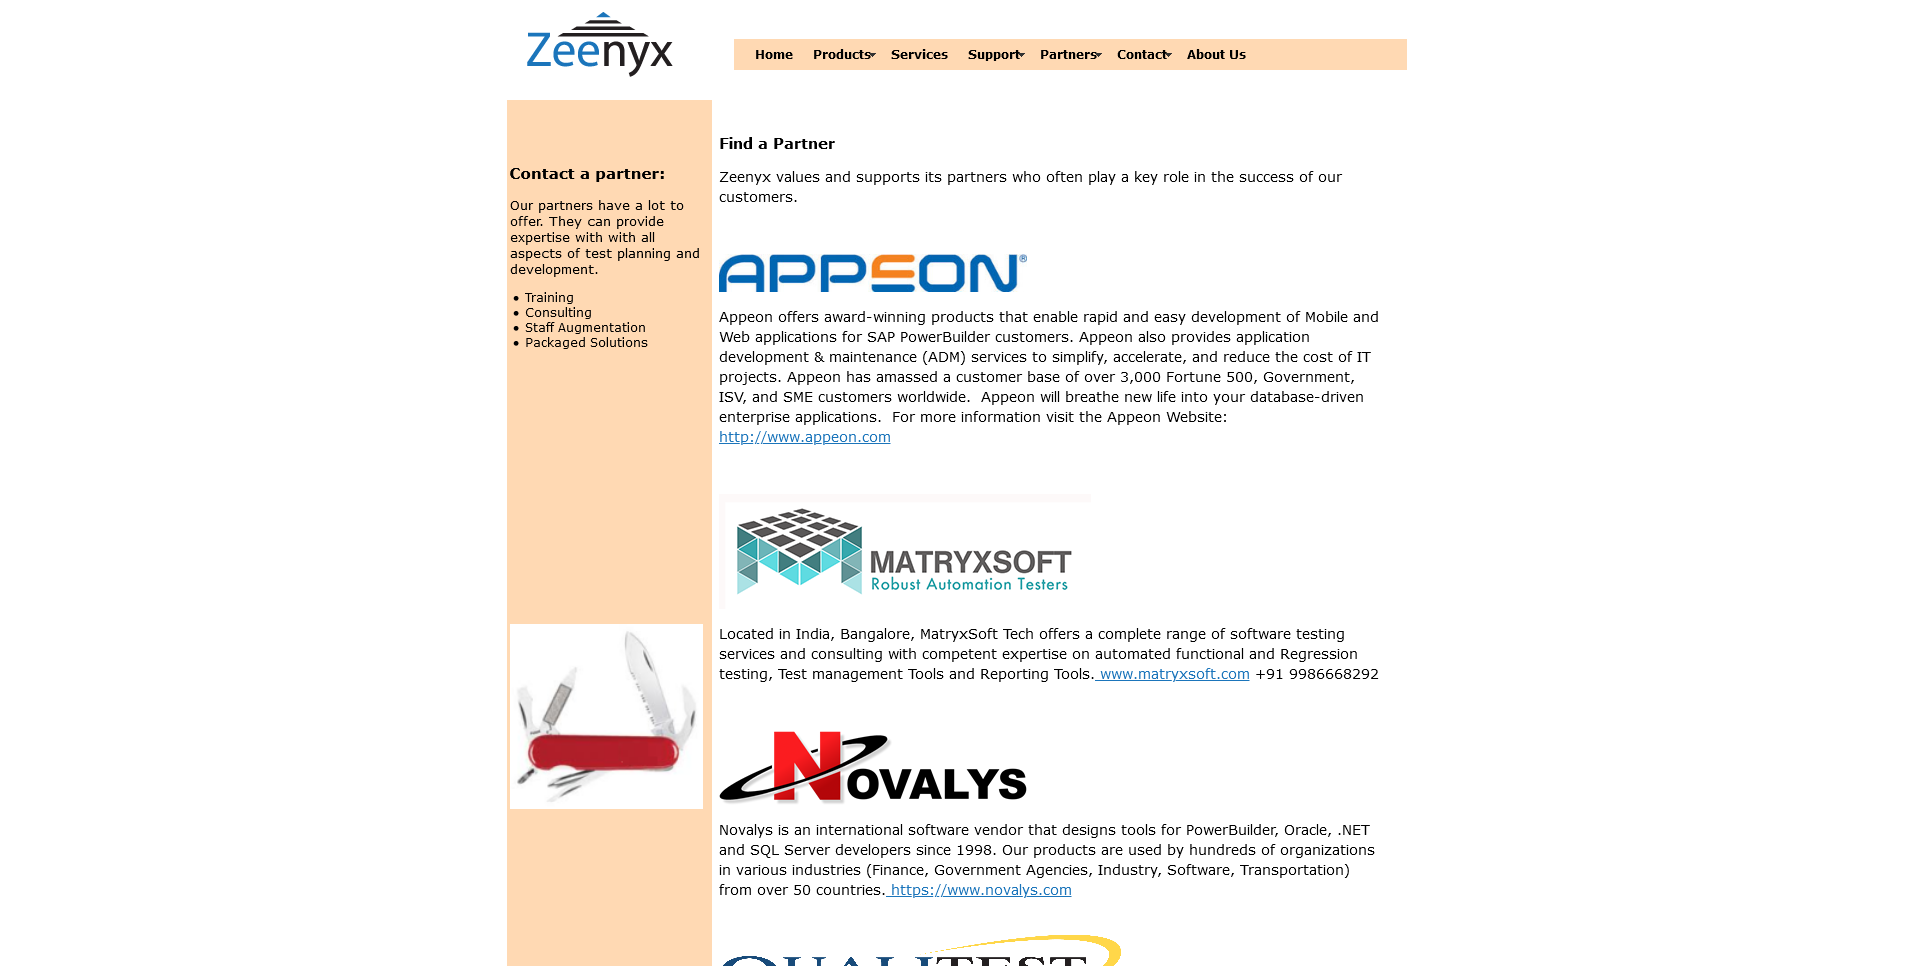 Zeenyx
Home Products Services Support Partners Contact About Us
Contact a partner:
Our partners have a lot to
offer. They can provide
expertise with with all
aspects of test planning and
development.
• Training
• Consulting
• Staff Augmentation
• Packaged Solutions
Find a Partner
Zeenyx values and supports its partners who often play a key role in the success of our
customers.
APPEON®
Appeon offers award-winning products that enable rapid and easy development of Mobile and
Web applications for SAP PowerBuilder customers. Appeon also provides application
development & maintenance (ADM) services to simplify, accelerate, and reduce the cost of IT
projects. Appeon has amassed a customer base of over 3,000 Fortune 500, Government,
ISV, and SME customers worldwide.  Appeon will breathe new life into your database-driven
enterprise applications.  For more information visit the Appeon Website:
http://www.appeon.com
MATRYXSOFT
Robust Automation Testers
Located in India, Bangalore, MatryxSoft Tech offers a complete range of software testing
services and consulting with competent expertise on automated functional and Regression
testing, Test management Tools and Reporting Tools. www.matryxsoft.com +91 9986668292
NOVALYS
Novalys is an international software vendor that designs tools for PowerBuilder, Oracle, .NET
and SQL Server developers since 1998. Our products are used by hundreds of organizations
in various industries (Finance, Government Agencies, Industry, Software, Transportation)
from over 50 countries. https://www.novalys.com
QUALITEST